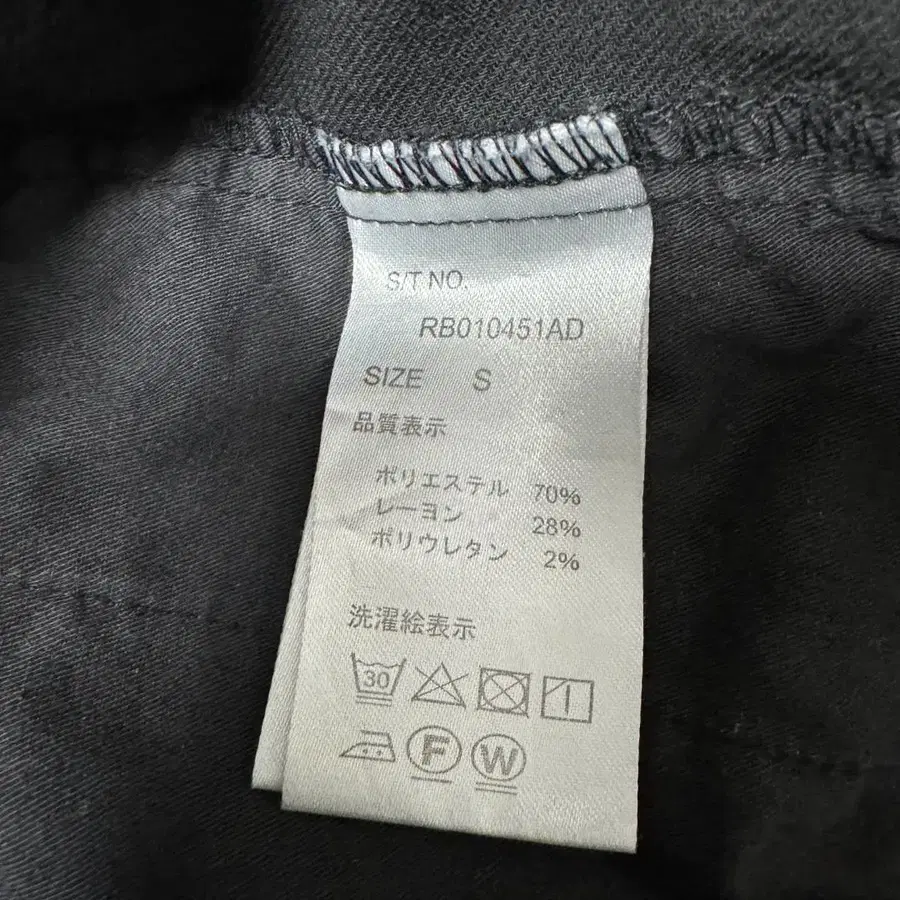 S/T NO.
RB010451AD
SIZE S
品質表示
ポリエステル 70%
レーヨン 28%
ポリウレタン 2%
洗濯絵表示
30
F W